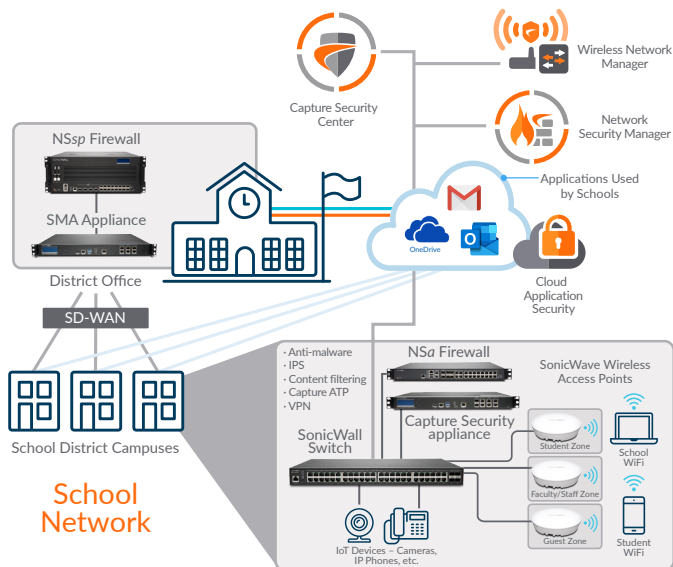 Wireless Network
Manager
Capture Security
Center
Network
Security Manager
NSsp Firewall
Applications Used
by Schools
SMA Appliance
OneDrive
District Office
Cloud
Application
Security
SD-WAN
· Anti-malware
· IPS
· Content filtering
· Capture ATP
· VPN
NSa Firewall
SonicWave Wireless
Access Points
Capture Security
appliance
School District Campuses
SonicWall
Switch
Student Zone
School
WiFi
Faculty/Staff Zone
School
Network
Guest Zone
Student
WiFi
IoT Devices – Cameras,
IP Phones, etc.